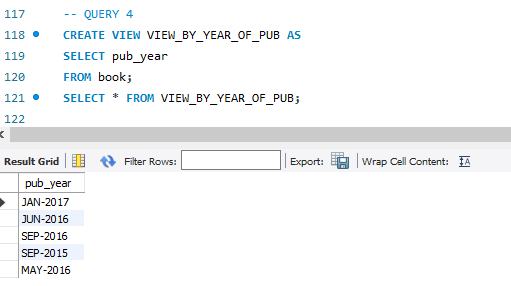 117 -- QUERY 4
118 CREATE VIEW VIEW_BY_YEAR_OF_PUB AS
119 SELECT pub_year
120 FROM book;
121 SELECT * FROM VIEW_BY_YEAR_OF_PUB;
122
Result Grid Filter Rows: Export: Wrap Cell Content: IA
pub_year
JAN-2017
JUN-2016
SEP-2016
SEP-2015
MAY-2016